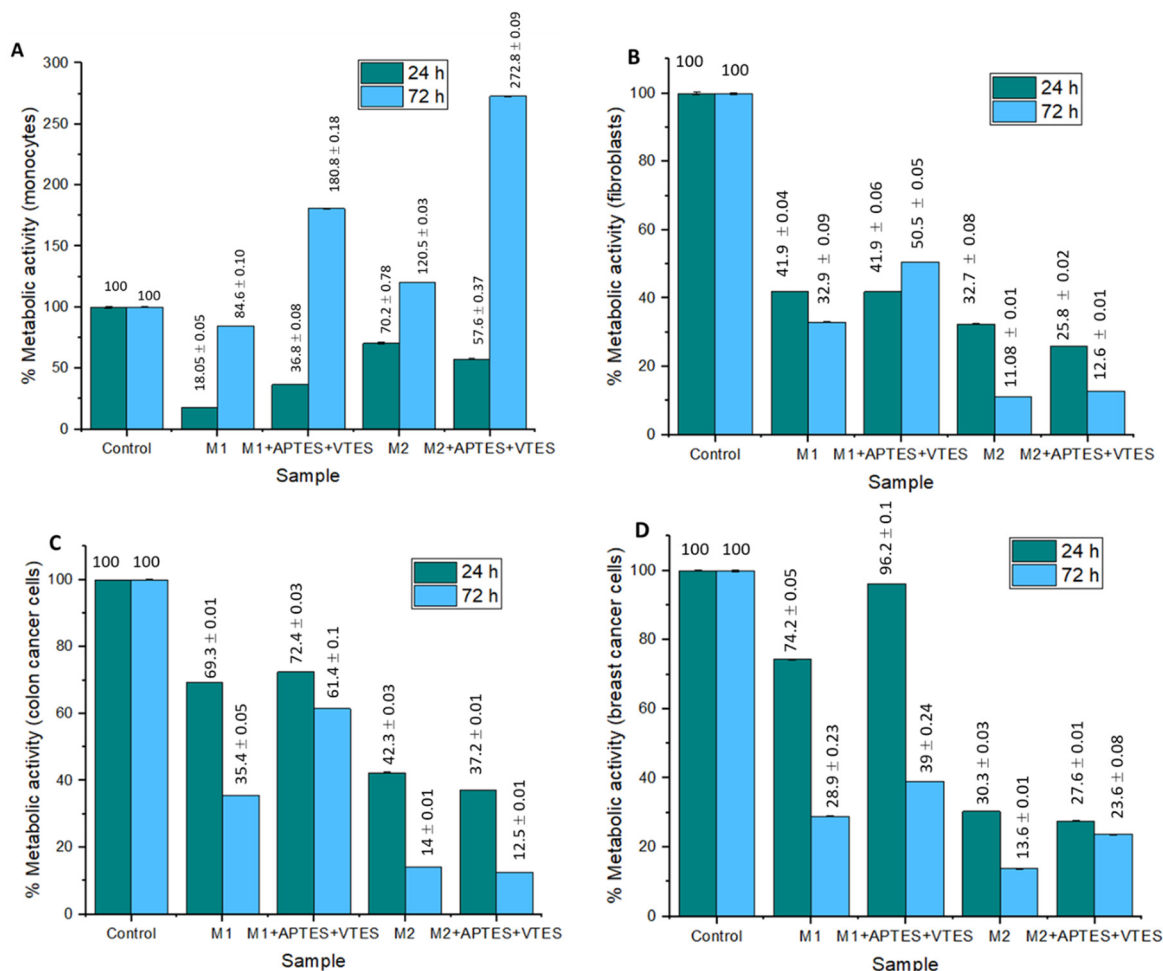 A
% Metabolic activity (monocytes)
300
250
200
150
100
50
0
24 h
72 h
100
100
18.05 ± 0.05
84.6 ± 0.10
36.8 ± 0.08
180.8 ± 0.18
70.2 ± 0.78
120.5 ± 0.03
57.6 ± 0.37
272.8 ± 0.09
Control
M1
M1+APTES+VTES
M2
M2+APTES+VTES
Sample
B
% Metabolic activity (fibroblasts)
100
80
60
40
20
0
24 h
72 h
100
100
41.9 ± 0.04
32.9 ± 0.09
41.9 ± 0.06
50.5 ± 0.05
32.7 ± 0.08
11.08 ± 0.01
25.8 ± 0.02
12.6 ± 0.01
Control
M1
M1+APTES+VTES
M2
M2+APTES+VTES
Sample
C
% Metabolic activity (colon cancer cells)
100
80
60
40
20
0
24 h
72 h
100
100
69.3 ± 0.01
35.4 ± 0.05
72.4 ± 0.03
61.4 ± 0.1
42.3 ± 0.03
14 ± 0.01
37.2 ± 0.01
12.5 ± 0.01
Control
M1
M1+APTES+VTES
M2
M2+APTES+VTES
Sample
D
% Metabolic activity (breast cancer cells)
100
80
60
40
20
0
24 h
72 h
100
100
74.2 ± 0.05
28.9 ± 0.23
96.2 ± 0.1
39 ± 0.24
30.3 ± 0.03
13.6 ± 0.01
27.6 ± 0.01
23.6 ± 0.08
Control
M1
M1+APTES+VTES
M2
M2+APTES+VTES
Sample